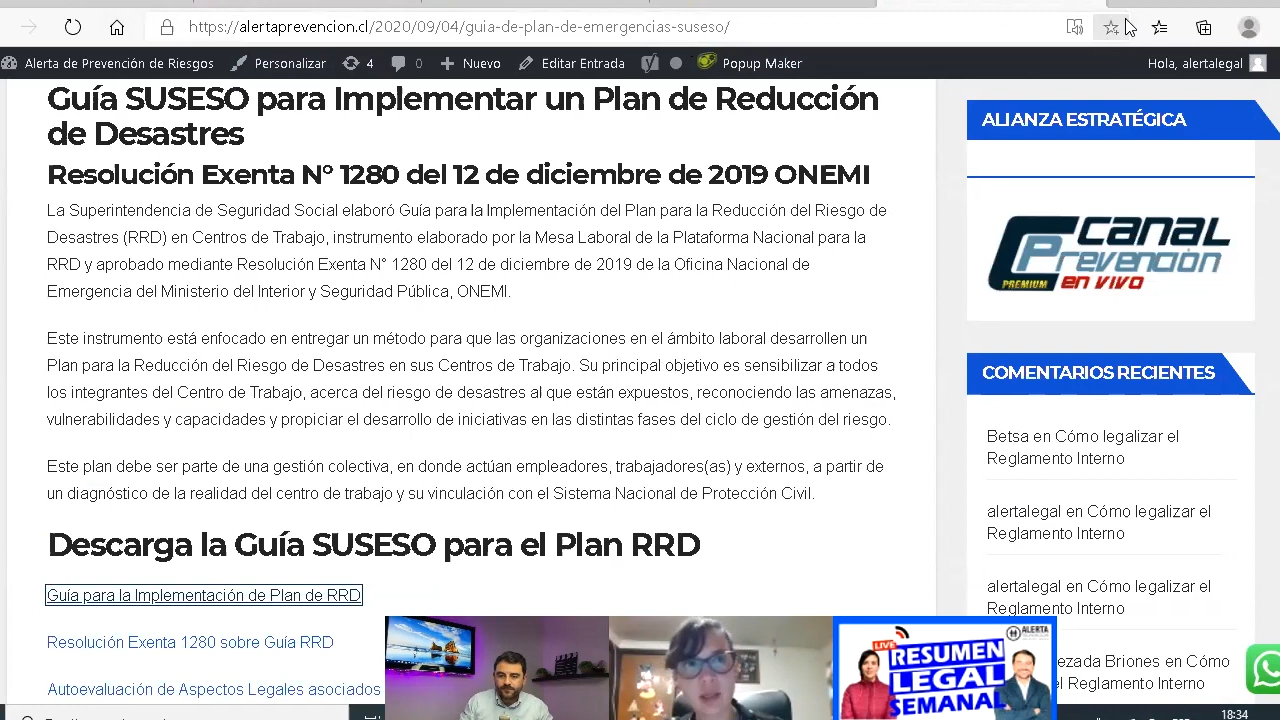 https://alertaprevencion.cl/2020/09/04/guia-de-plan-de-emergencias-suseso/
Alerta de Prevención de Riesgos Personalizar 4 0 Nuevo Editar Entrada Popup Maker Hola, alertalegal
Guía SUSESO para Implementar un Plan de Reducción
de Desastres
Resolución Exenta N° 1280 del 12 de diciembre de 2019 ONEMI
La Superintendencia de Seguridad Social elaboró Guía para la Implementación del Plan para la Reducción del Riesgo de
Desastres (RRD) en Centros de Trabajo, instrumento elaborado por la Mesa Laboral de la Plataforma Nacional para la
RRD y aprobado mediante Resolución Exenta N° 1280 del 12 de diciembre de 2019 de la Oficina Nacional de
Emergencia del Ministerio del Interior y Seguridad Pública, ONEMI.
Este instrumento está enfocado en entregar un método para que las organizaciones en el ámbito laboral desarrollen un
Plan para la Reducción del Riesgo de Desastres en sus Centros de Trabajo. Su principal objetivo es sensibilizar a todos
los integrantes del Centro de Trabajo, acerca del riesgo de desastres al que están expuestos, reconociendo las amenazas,
vulnerabilidades y capacidades y propiciar el desarrollo de iniciativas en las distintas fases del ciclo de gestión del riesgo.
Este plan debe ser parte de una gestión colectiva, en donde actúan empleadores, trabajadores(as) y externos, a partir de
un diagnóstico de la realidad del centro de trabajo y su vinculación con el Sistema Nacional de Protección Civil.
Descarga la Guía SUSESO para el Plan RRD
Guía para la Implementación de Plan de RRD
Resolución Exenta 1280 sobre Guía RRD
Autoevaluación de Aspectos Legales asociados
ALIANZA ESTRATÉGICA
CANAL
Prevención
PREMIUM en vivo
COMENTARIOS RECIENTES
Betsa en Cómo legalizar el
Reglamento Interno
alertalegal en Cómo legalizar el
Reglamento Interno
alertalegal en Cómo legalizar el
Reglamento Interno
Briones en Cómo
el Reglamento Interno
LIVE
ALERTA
RESUMEN
LEGAL
SEMANAL
18:34